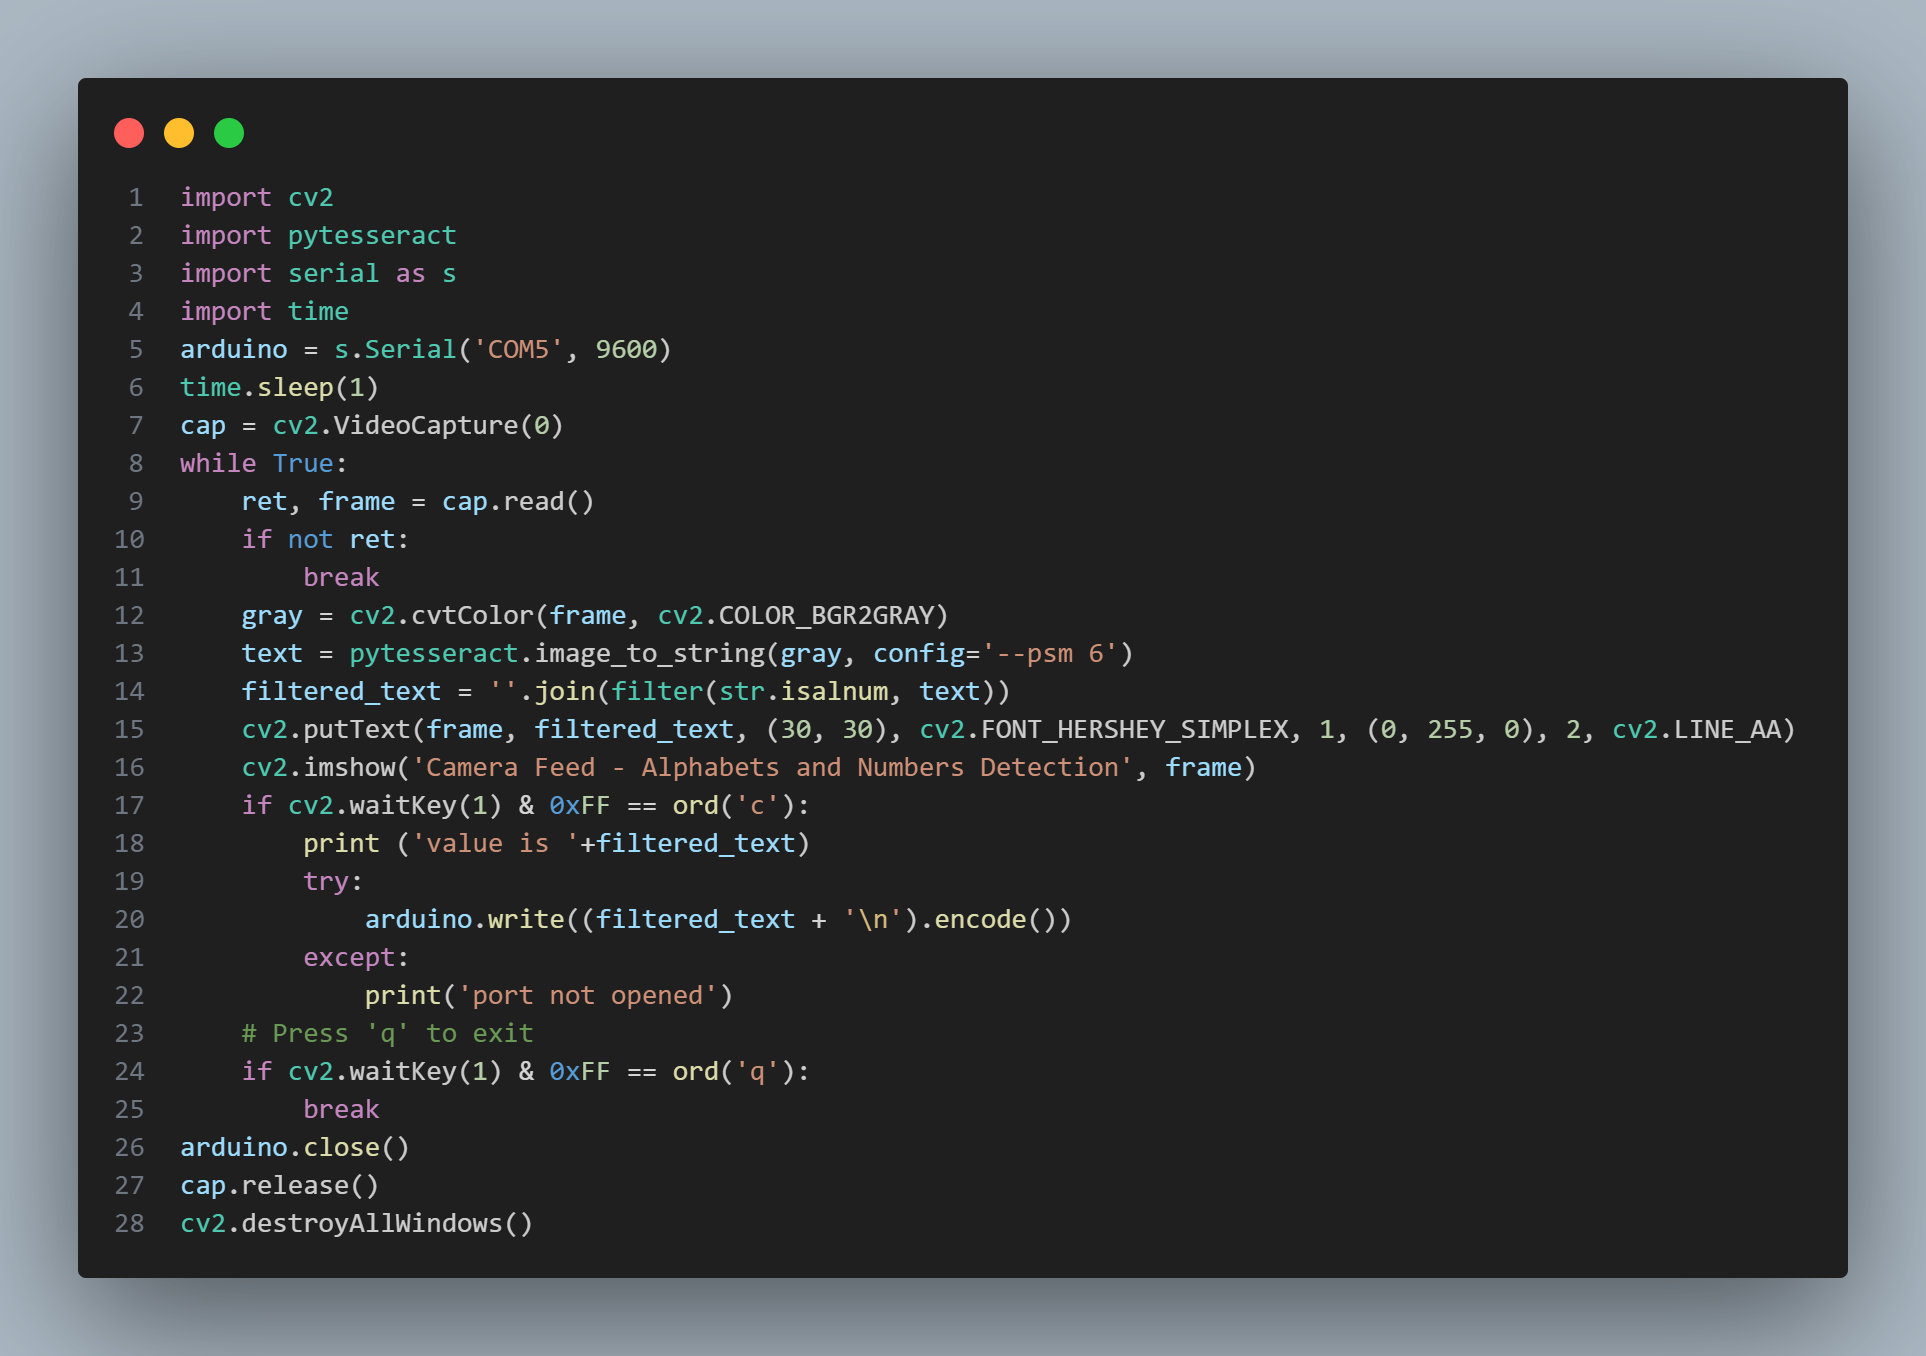 1 import cv2
2 import pytesseract
3 import serial as s
4 import time
5 arduino = s.Serial('COM5', 9600)
6 time.sleep(1)
7 cap = cv2.VideoCapture(0)
8 while True:
9     ret, frame = cap.read()
10     if not ret:
11         break
12     gray = cv2.cvtColor(frame, cv2.COLOR_BGR2GRAY)
13     text = pytesseract.image_to_string(gray, config='--psm 6')
14     filtered_text = ''.join(filter(str.isalnum, text))
15     cv2.putText(frame, filtered_text, (30, 30), cv2.FONT_HERSHEY_SIMPLEX, 1, (0, 255, 0), 2, cv2.LINE_AA)
16     cv2.imshow('Camera Feed - Alphabets and Numbers Detection', frame)
17     if cv2.waitKey(1) & 0xFF == ord('c'):
18         print ('value is '+filtered_text)
19         try:
20             arduino.write((filtered_text + '\n').encode())
21         except:
22             print('port not opened')
23     # Press 'q' to exit
24     if cv2.waitKey(1) & 0xFF == ord('q'):
25         break
26 arduino.close()
27 cap.release()
28 cv2.destroyAllWindows()